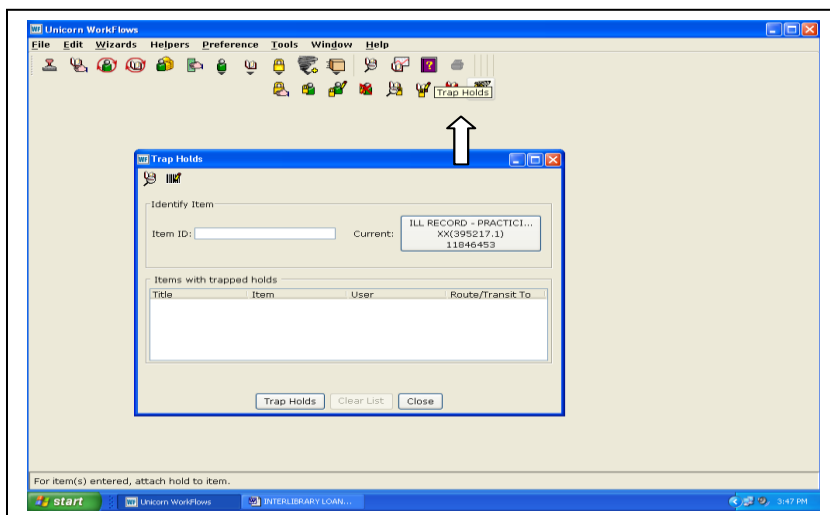 Unicorn WorkFlows
File Edit Wizards Helpers Preference Tools Window Help
Trap Holds
Trap Holds
Identify Item
Item ID:
Current:
ILL RECORD - PRACTICI...
XX(395217.1)
11846453
Items with trapped holds
Title Item User Route/Transit To
Trap Holds Clear List Close
For item(s) entered, attach hold to item.
start Unicorn WorkFlows INTERLIBRARY LOAN... 3:47 PM